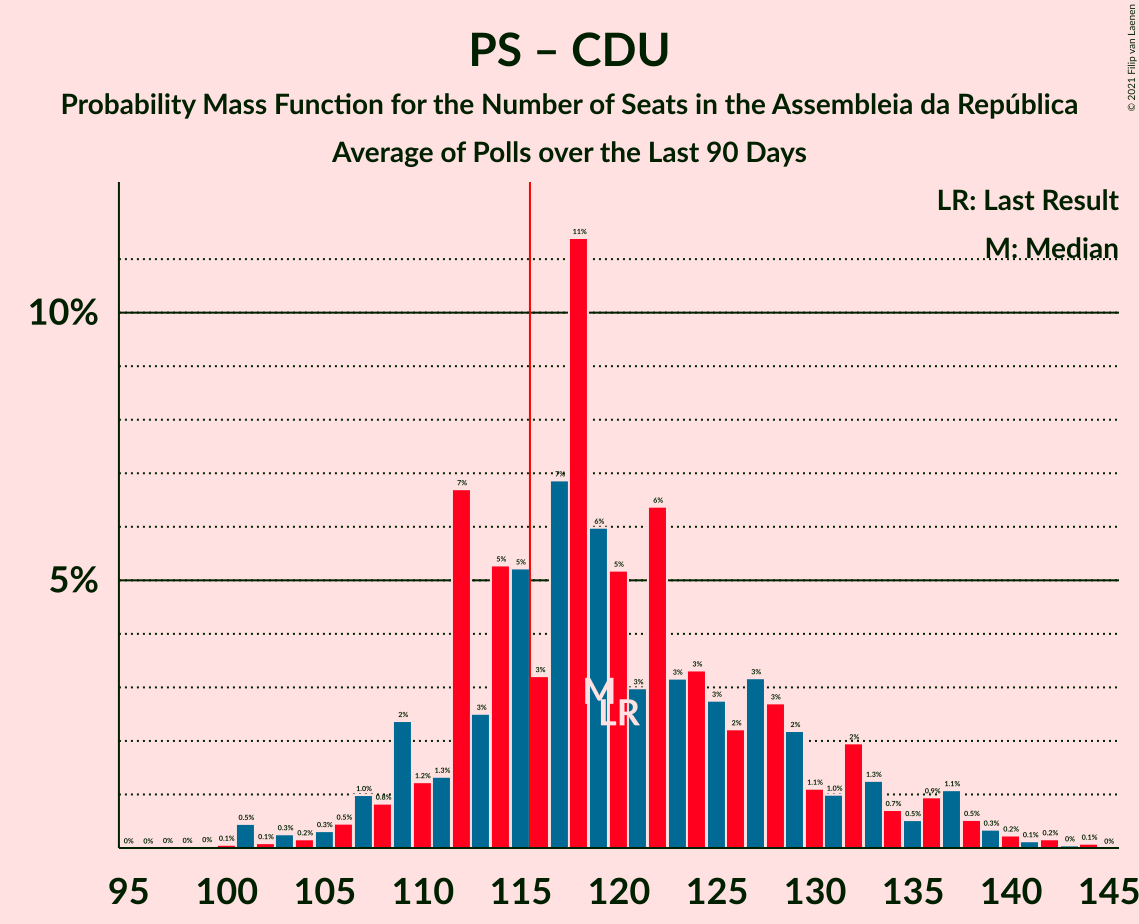 PS – CDU
Probability Mass Function for the Number of Seats in the Assembleia da República
Average of Polls over the Last 90 Days
© 2021 Filip van Laenen
LR: Last Result
M: Median
10%
5%
0% 0% 0% 0% 0% 0.1% 0.5% 0.1% 0.3% 0.2% 0.3% 0.5% 1.0% 0.8% 2% 1.2% 1.3% 7% 3% 5% 5% 3% 7% 11% 6% 5% 3% 6% 3% 3% 3% 2% 3% 3% 2% 1.1% 1.0% 2% 1.3% 0.7% 0.5% 0.9% 1.1% 0.5% 0.3% 0.2% 0.1% 0.2% 0% 0.1% 0%
M
LR
95 100 105 110 115 120 125 130 135 140 145